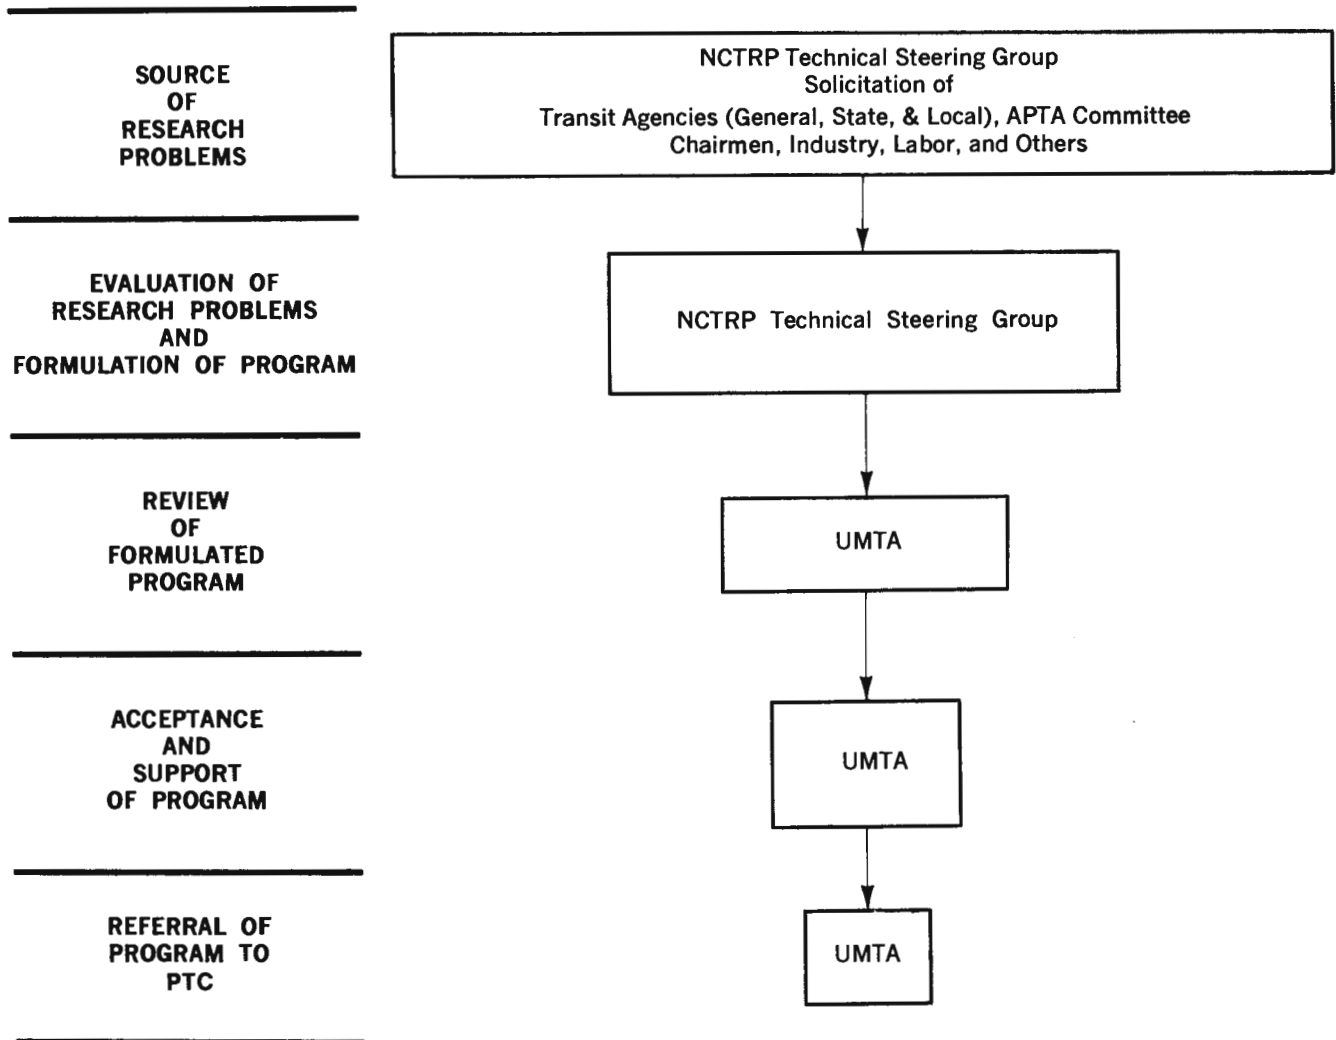 SOURCE
OF
RESEARCH
PROBLEMS
NCTRP Technical Steering Group
Solicitation of
Transit Agencies (General, State, & Local), APTA Committee
Chairmen, Industry, Labor, and Others
EVALUATION OF
RESEARCH PROBLEMS
AND
FORMULATION OF PROGRAM
NCTRP Technical Steering Group
REVIEW
OF
FORMULATED
PROGRAM
UMTA
ACCEPTANCE
AND
SUPPORT
OF PROGRAM
UMTA
REFERRAL OF
PROGRAM TO
PTC
UMTA